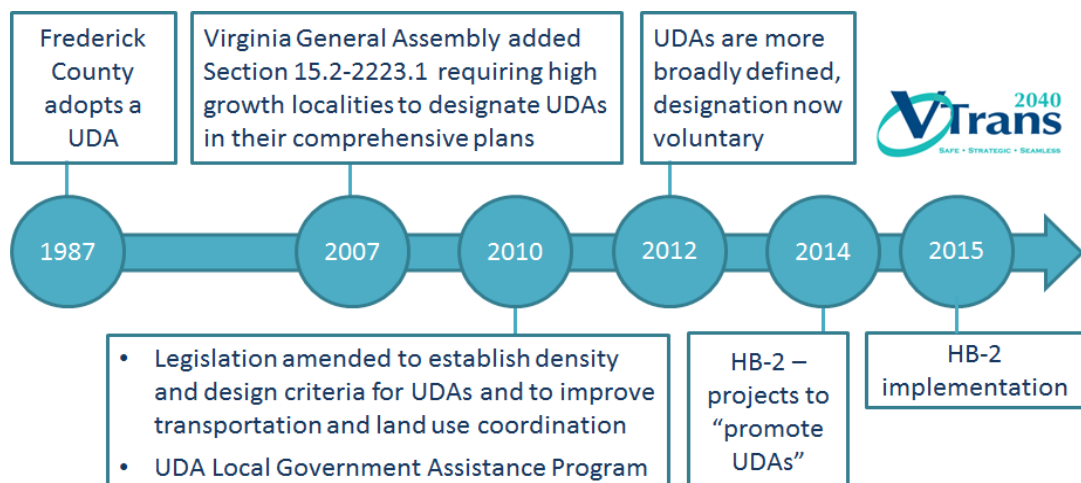 Frederick
County
adopts a
UDA
Virginia General Assembly added
Section 15.2-2223.1 requiring high
growth localities to designate UDAs
in their comprehensive plans
UDAs are more
broadly defined,
designation now
voluntary
2040
VTrans
SAFE • STRATEGIC • SEAMLESS
1987
2007
2010
2012
2014
2015
• Legislation amended to establish density
and design criteria for UDAs and to improve
transportation and land use coordination
• UDA Local Government Assistance Program
HB-2 –
projects to
“promote
UDAs”
HB-2
implementation